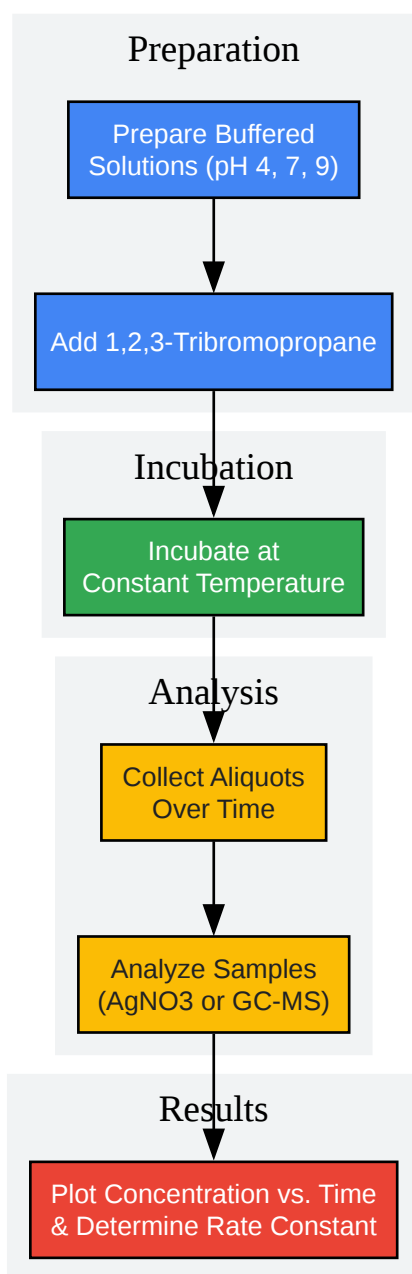 Preparation
Prepare Buffered
Solutions (pH 4, 7, 9)
Add 1,2,3-Tribromopropane
Incubation
Incubate at
Constant Temperature
Analysis
Collect Aliquots
Over Time
Analyze Samples
(AgNO3 or GC-MS)
Results
Plot Concentration vs. Time
& Determine Rate Constant